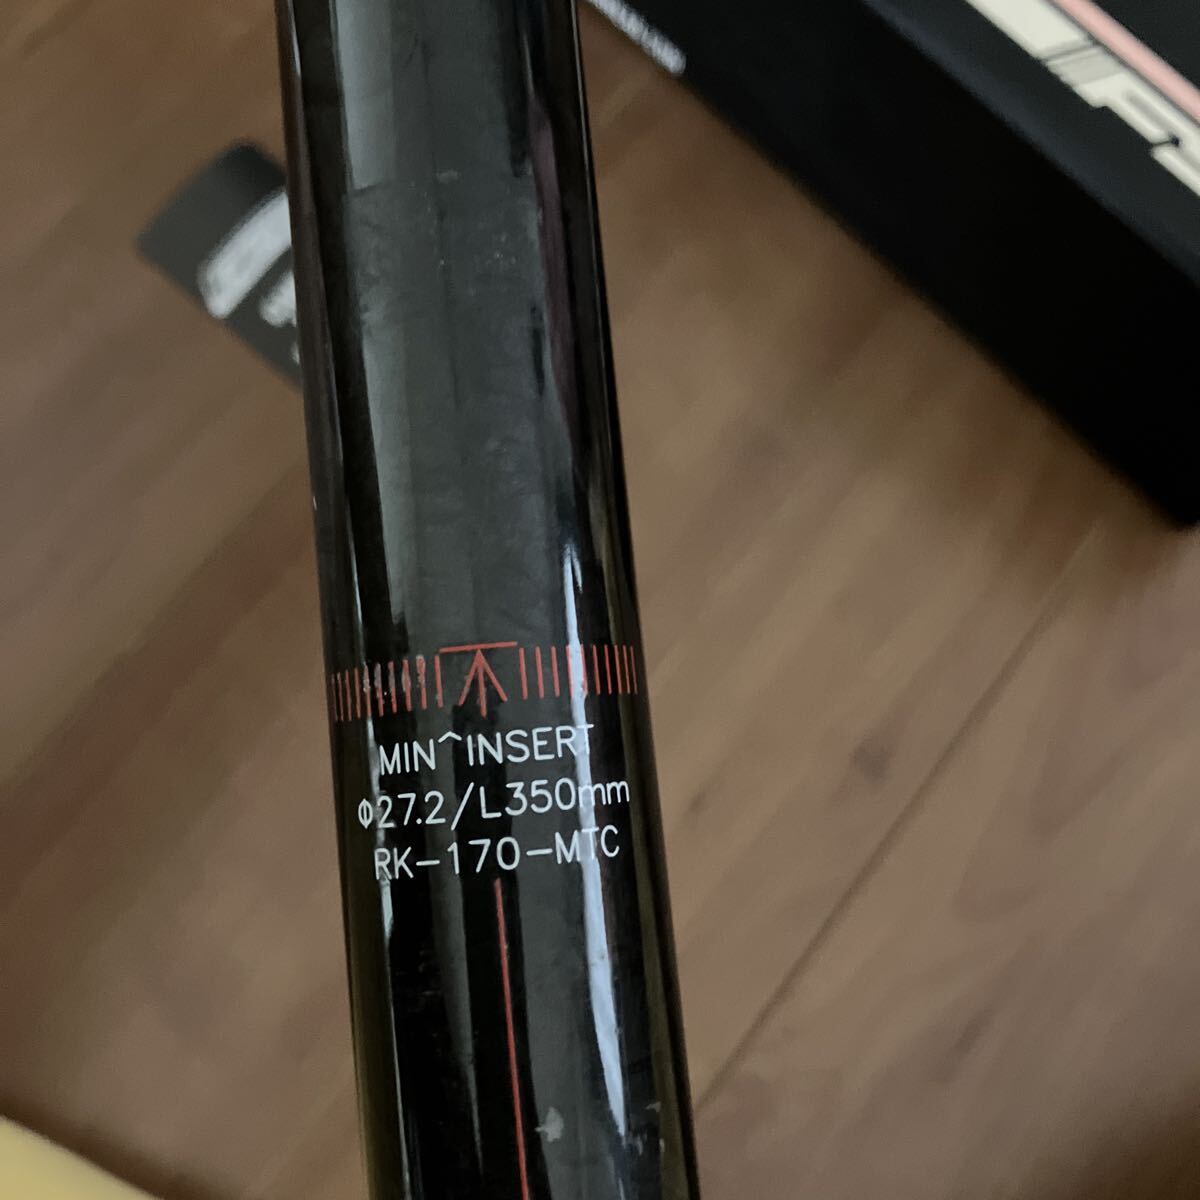 MIN^INSERT
Φ27.2/L350mm
RK-170-MTC